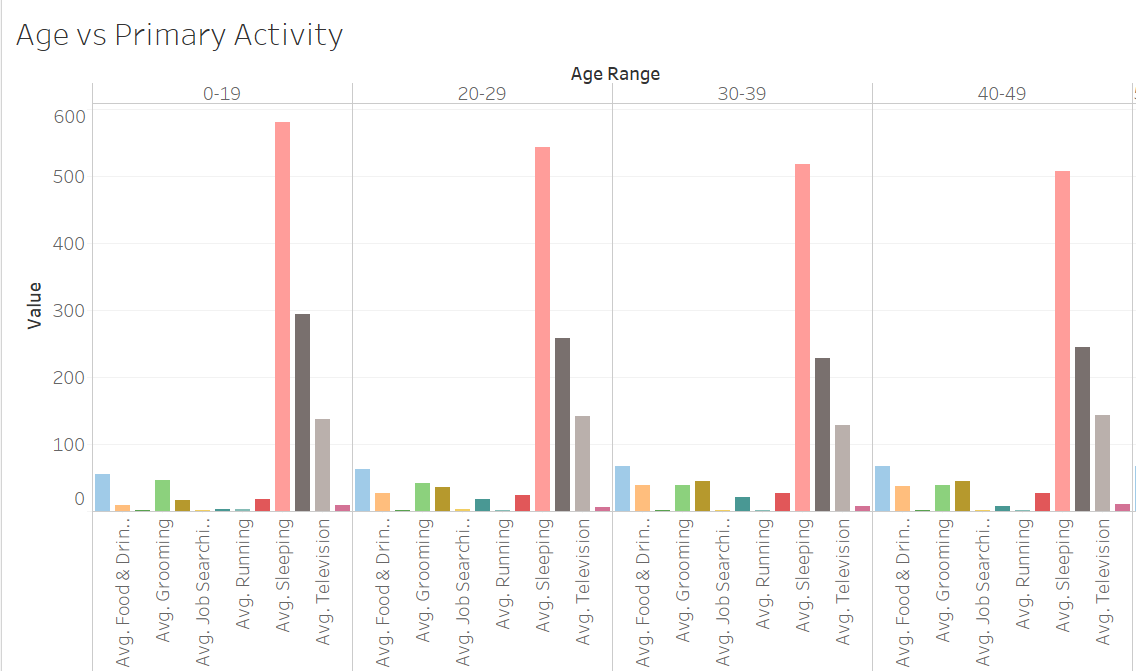 Age vs Primary Activity
Age Range
0-19 20-29 30-39 40-49
600
500
400
300
200
100
0
Value
Avg. Food & Drin..
Avg. Grooming
Avg. Job Searchi..
Avg. Running
Avg. Sleeping
Avg. Television
Avg. Food & Drin..
Avg. Grooming
Avg. Job Searchi..
Avg. Running
Avg. Sleeping
Avg. Television
Avg. Food & Drin..
Avg. Grooming
Avg. Job Searchi..
Avg. Running
Avg. Sleeping
Avg. Television
Avg. Food & Drin..
Avg. Grooming
Avg. Job Searchi..
Avg. Running
Avg. Sleeping
Avg. Television